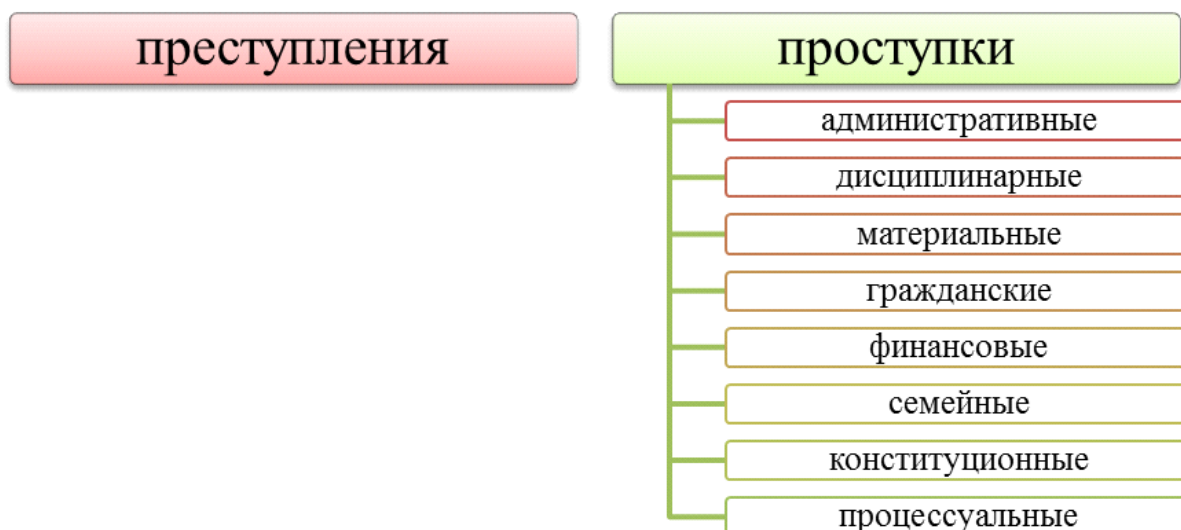 преступления
проступки
административные
дисциплинарные
материальные
гражданские
финансовые
семейные
конституционные
процессуальные